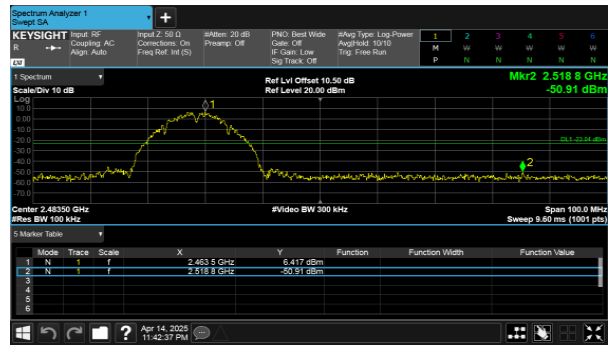 Spectrum Analyzer 1
Swept SA
+
KEYSIGHT Input: RF Input Z: 50 Ω #Atten: 20 dB PNO: Best Wide #Avg Type: Log-Power 1 2 3 4 5 6
R Coupling: AC Corrections: On Preamp: Off Gate: Off Avg|Hold: 10/10 M W W W W W
Align: Auto Freq Ref: Int (S) IF Gain: Low Trig: Free Run
Sig Track: Off P N N N N N
LXI
1 Spectrum Ref Lvl Offset 10.50 dB Mkr2 2.518 8 GHz
Scale/Div 10 dB Ref Level 20.00 dBm -50.91 dBm
Log
10.0
0.00
-10.0
-20.0
-30.0
-40.0
-50.0
-60.0
-70.0
1
2
Center 2.48350 GHz #Video BW 300 kHz Span 100.0 MHz
#Res BW 100 kHz Sweep 9.60 ms (1001 pts)
5 Marker Table
Mode Trace Scale X Y Function Function Width Function Value
1 N 1 f 2.463 5 GHz 6.417 dBm
2 N 1 f 2.518 8 GHz -50.91 dBm
3
4
5
6
? Apr 14, 2025
11:42:37 PM